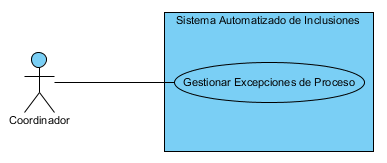 Sistema Automatizado de Inclusiones
Gestionar Excepciones de Proceso
Coordinador